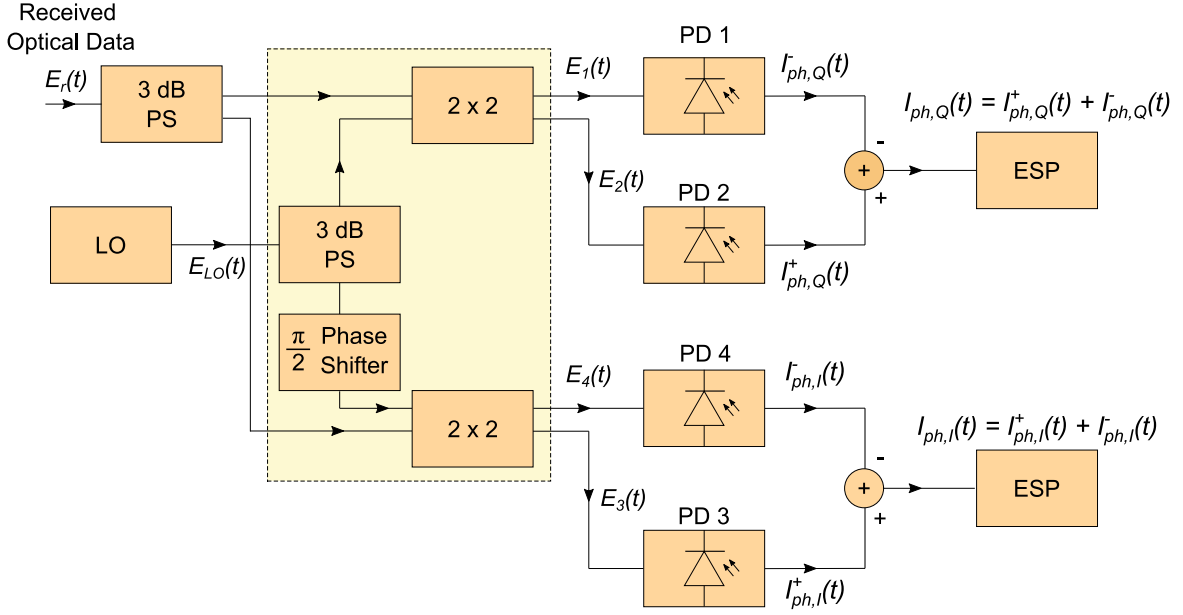 Received
Optical Data
E_r(t)
3 dB
PS
LO
E_LO(t)
3 dB
PS
π/2 Phase
Shifter
2 x 2
2 x 2
E_1(t)
E_2(t)
E_4(t)
E_3(t)
PD 1
PD 2
PD 4
PD 3
I^-_ph,Q(t)
I^+_ph,Q(t)
I^-_ph,I(t)
I^+_ph,I(t)
-
+
+
-
+
+
I_ph,Q(t) = I^+_ph,Q(t) + I^-_ph,Q(t)
ESP
I_ph,I(t) = I^+_ph,I(t) + I^-_ph,I(t)
ESP